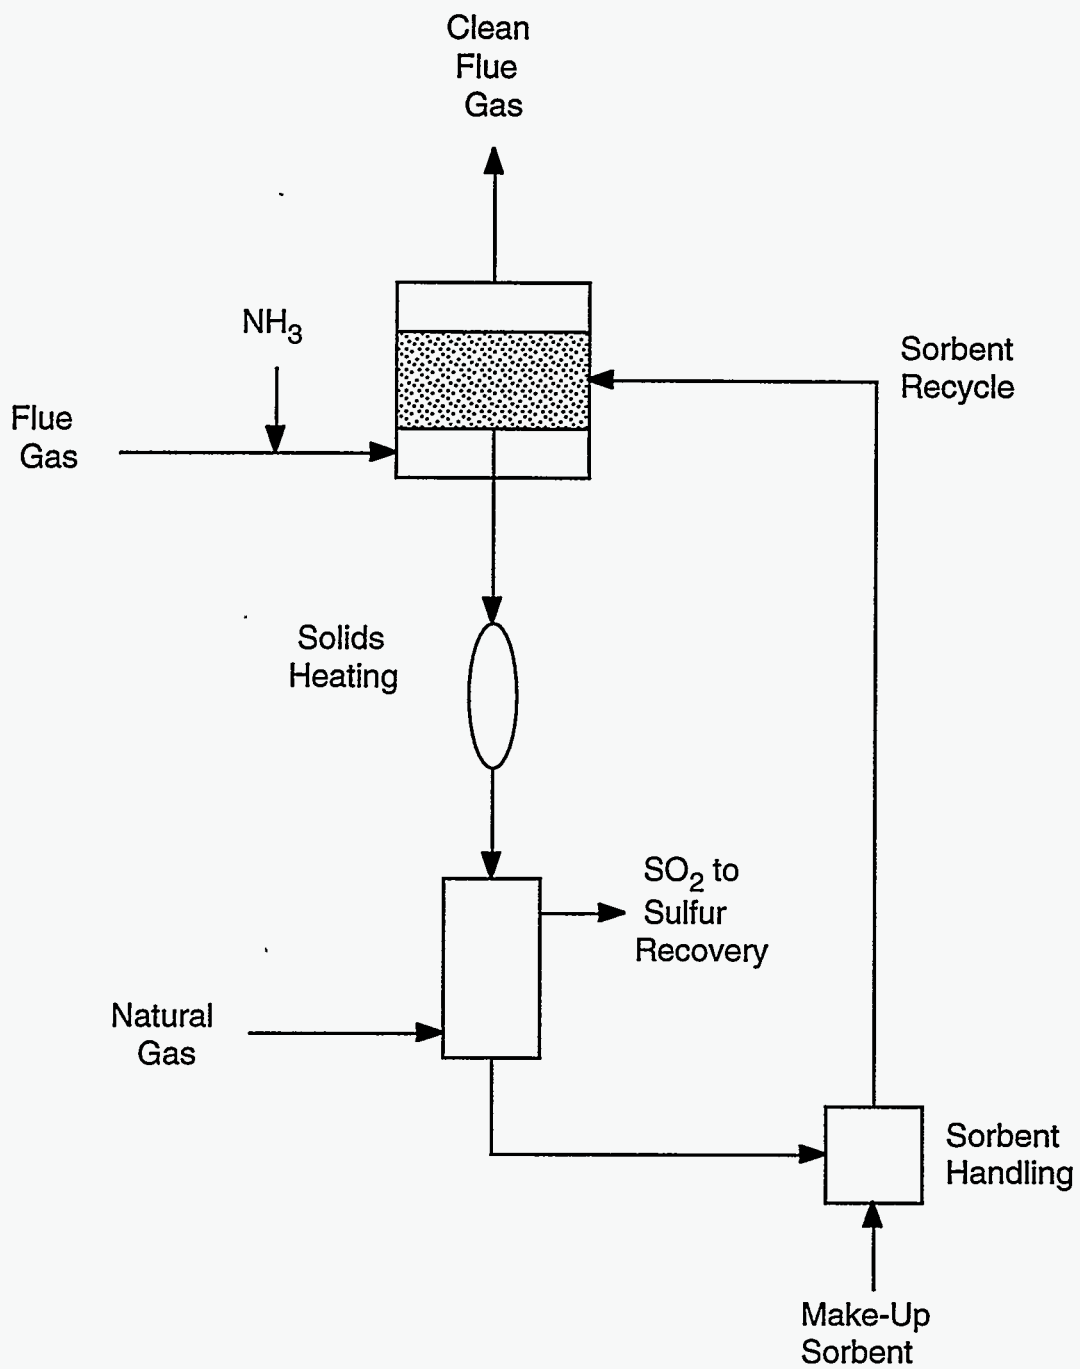 Clean
Flue
Gas
NH3
Flue
Gas
Sorbent
Recycle
Solids
Heating
SO2 to
Sulfur
Recovery
Natural
Gas
Sorbent
Handling
Make-Up
Sorbent